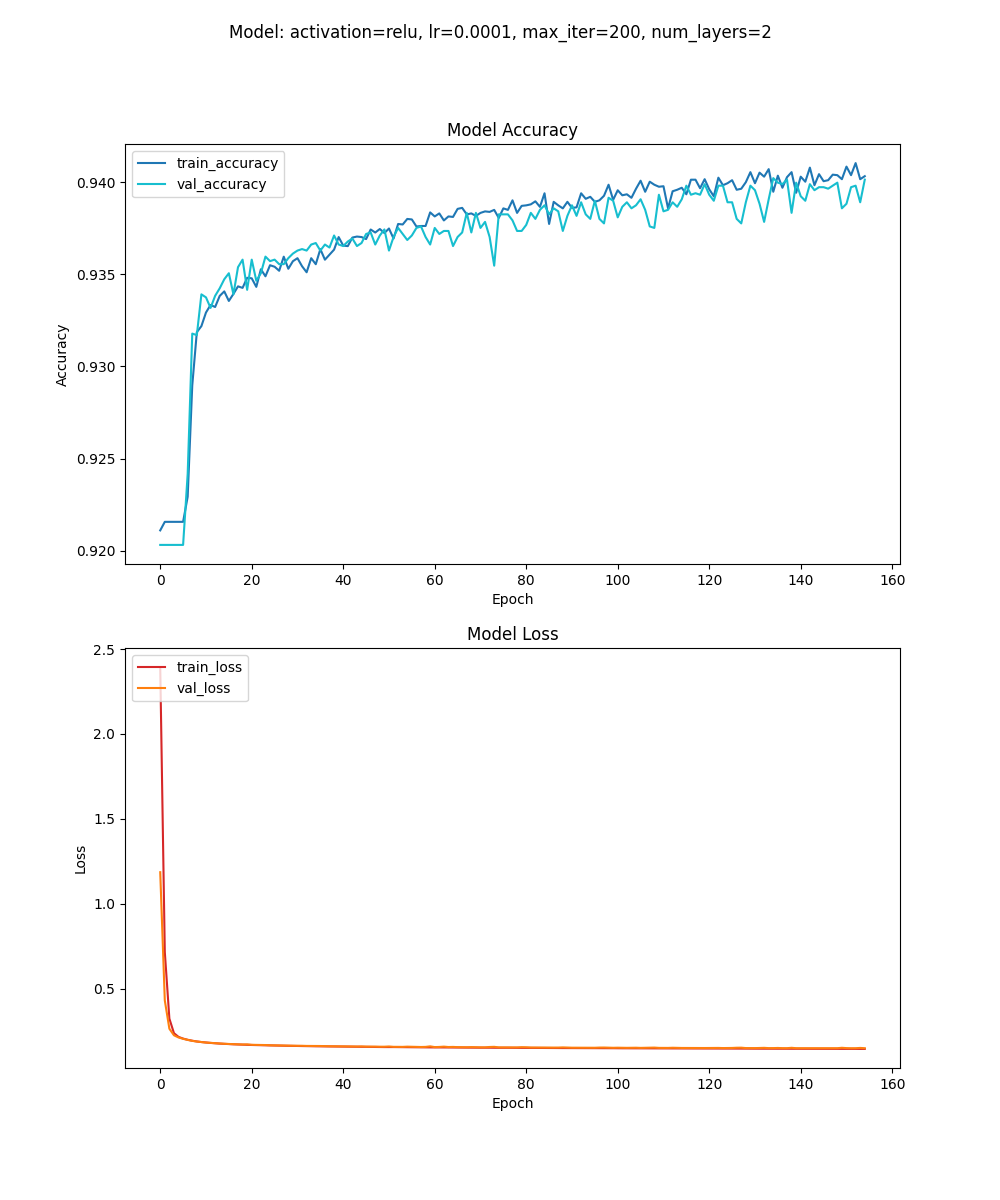 Model: activation=relu, lr=0.0001, max_iter=200, num_layers=2
Model Accuracy
train_accuracy
val_accuracy
0.940
0.935
0.930
0.925
0.920
Accuracy
0 20 40 60 80 100 120 140 160
Epoch
Model Loss
train_loss
val_loss
2.5
2.0
1.5
1.0
0.5
Loss
0 20 40 60 80 100 120 140 160
Epoch